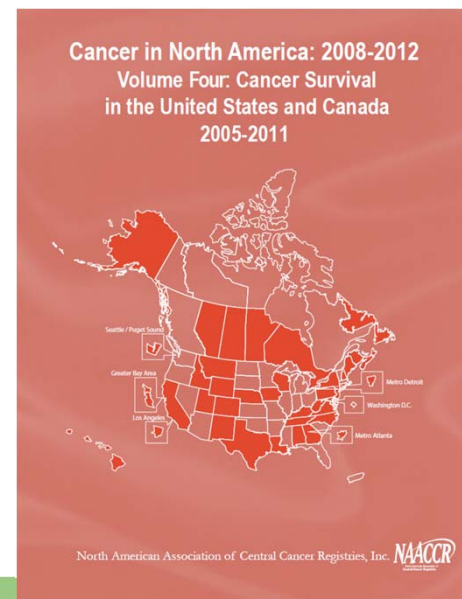 Cancer in North America: 2008-2012
Volume Four: Cancer Survival
in the United States and Canada
2005-2011
Seattle / Puget Sound
Greater Bay Area
Los Angeles
Metro Detroit
Washington D.C.
Metro Atlanta
North American Association of Central Cancer Registries, Inc.
NAACCR